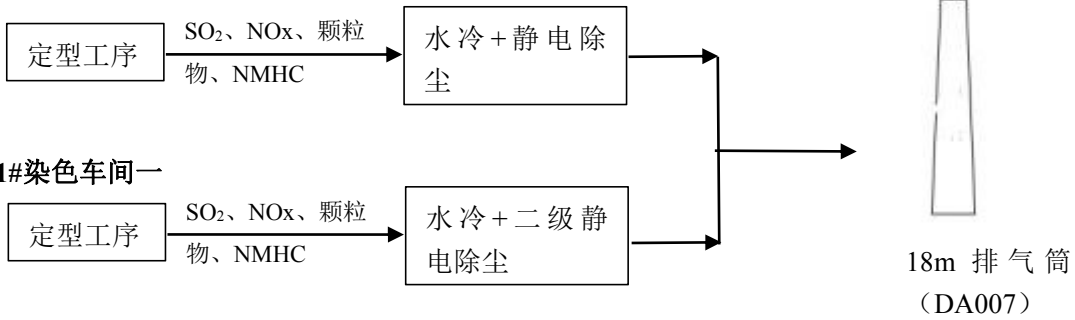 定型工序
SO₂、NOx、颗粒
物、NMHC
水冷+静电除
尘
1#染色车间一
定型工序
SO₂、NOx、颗粒
物、NMHC
水冷+二级静
电除尘
18m 排气筒
（DA007）